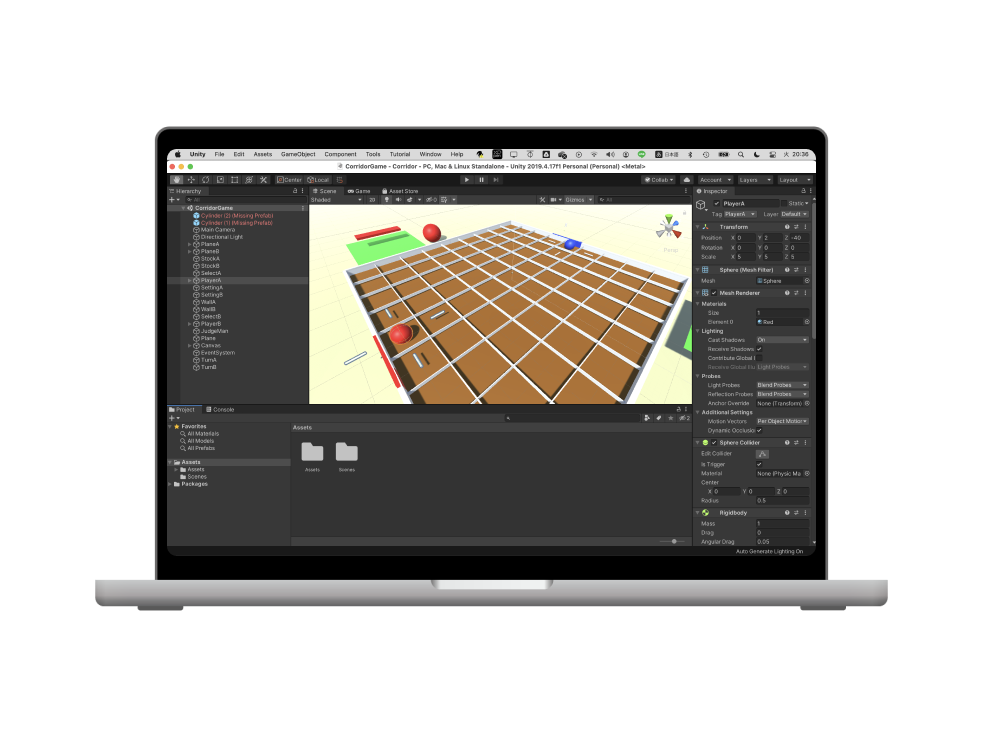 Unity File Edit Assets GameObject Component Tools Tutorial Window Help 日本語 火 20:36
CorridorGame - Corridor - PC, Mac & Linux Standalone - Unity 2019.4.17f1 Personal (Personal) <Metal>
Center Local Collab Account Layers Layout
Hierarchy
All
CorridorGame
Cylinder (2) (Missing Prefab)
Cylinder (1) (Missing Prefab)
Main Camera
Directional Light
PlaneA
PlaneB
StockA
StockB
SelectA
PlayerA
SettingA
SettingB
WallA
WallB
SelectB
PlayerB
JudgeMan
Plane
Canvas
EventSystem
TurnA
TurnB
Scene Game Asset Store
Shaded 2D 0 Gizmos All
Persp
Inspector
PlayerA Static
Tag PlayerA Layer Default
Transform
Position X 0 Y 2 Z -40
Rotation X 0 Y 0 Z 0
Scale X 5 Y 5 Z 5
Sphere (Mesh Filter)
Mesh Sphere
Mesh Renderer
Materials
Size 1
Element 0 Red
Lighting
Cast Shadows On
Receive Shadows
Contribute Global I
Receive Global Illu Light Probes
Probes
Light Probes Blend Probes
Reflection Probes Blend Probes
Anchor Override None (Transform)
Additional Settings
Motion Vectors Per Object Motion
Dynamic Occlusio
Sphere Collider
Edit Collider
Is Trigger
Material None (Physic Ma
Center
X 0 Y 0 Z 0
Radius 0.5
Rigidbody
Mass 1
Drag 0
Angular Drag 0.05
Auto Generate Lighting On
Project Console
2
Favorites
All Materials
All Models
All Prefabs
Assets
Assets
Scenes
Packages
Assets
Assets Scenes